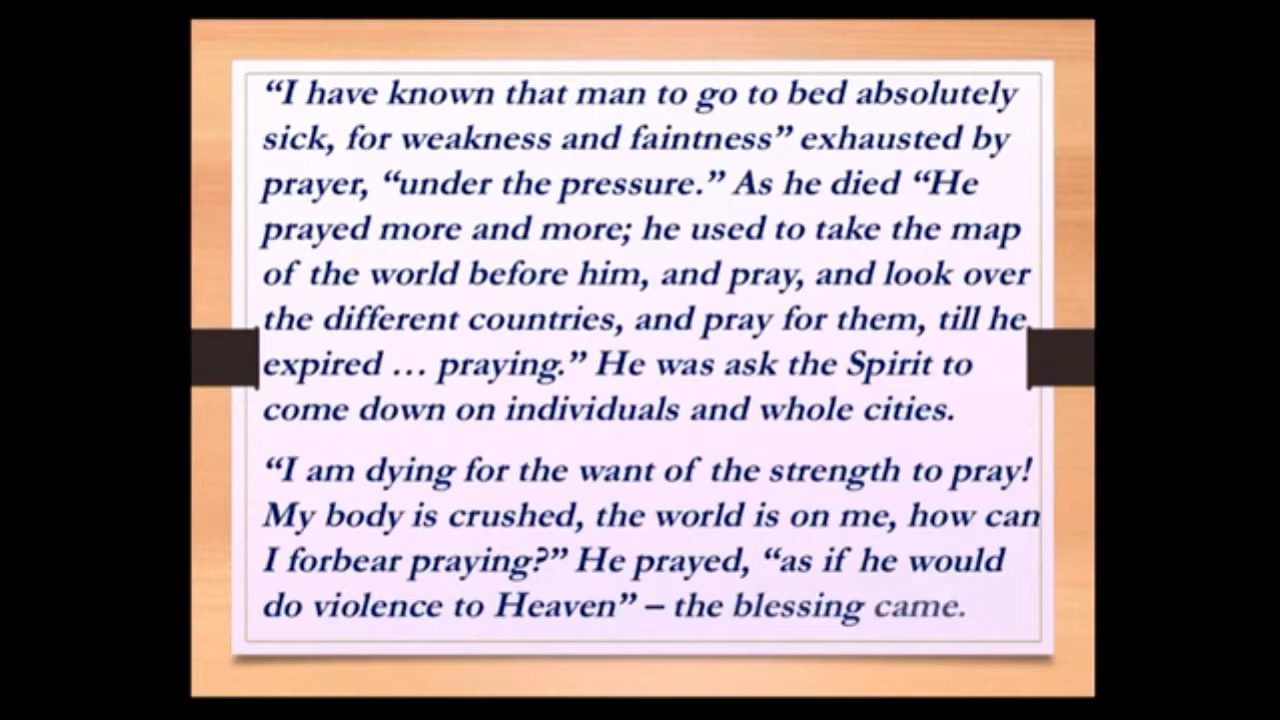 “I have known that man to go to bed absolutely
sick, for weakness and faintness” exhausted by
prayer, “under the pressure.” As he died “He
prayed more and more; he used to take the map
of the world before him, and pray, and look over
the different countries, and pray for them, till he
expired … praying.” He was ask the Spirit to
come down on individuals and whole cities.
“I am dying for the want of the strength to pray!
My body is crushed, the world is on me, how can
I forbear praying?” He prayed, “as if he would
do violence to Heaven” – the blessing came.